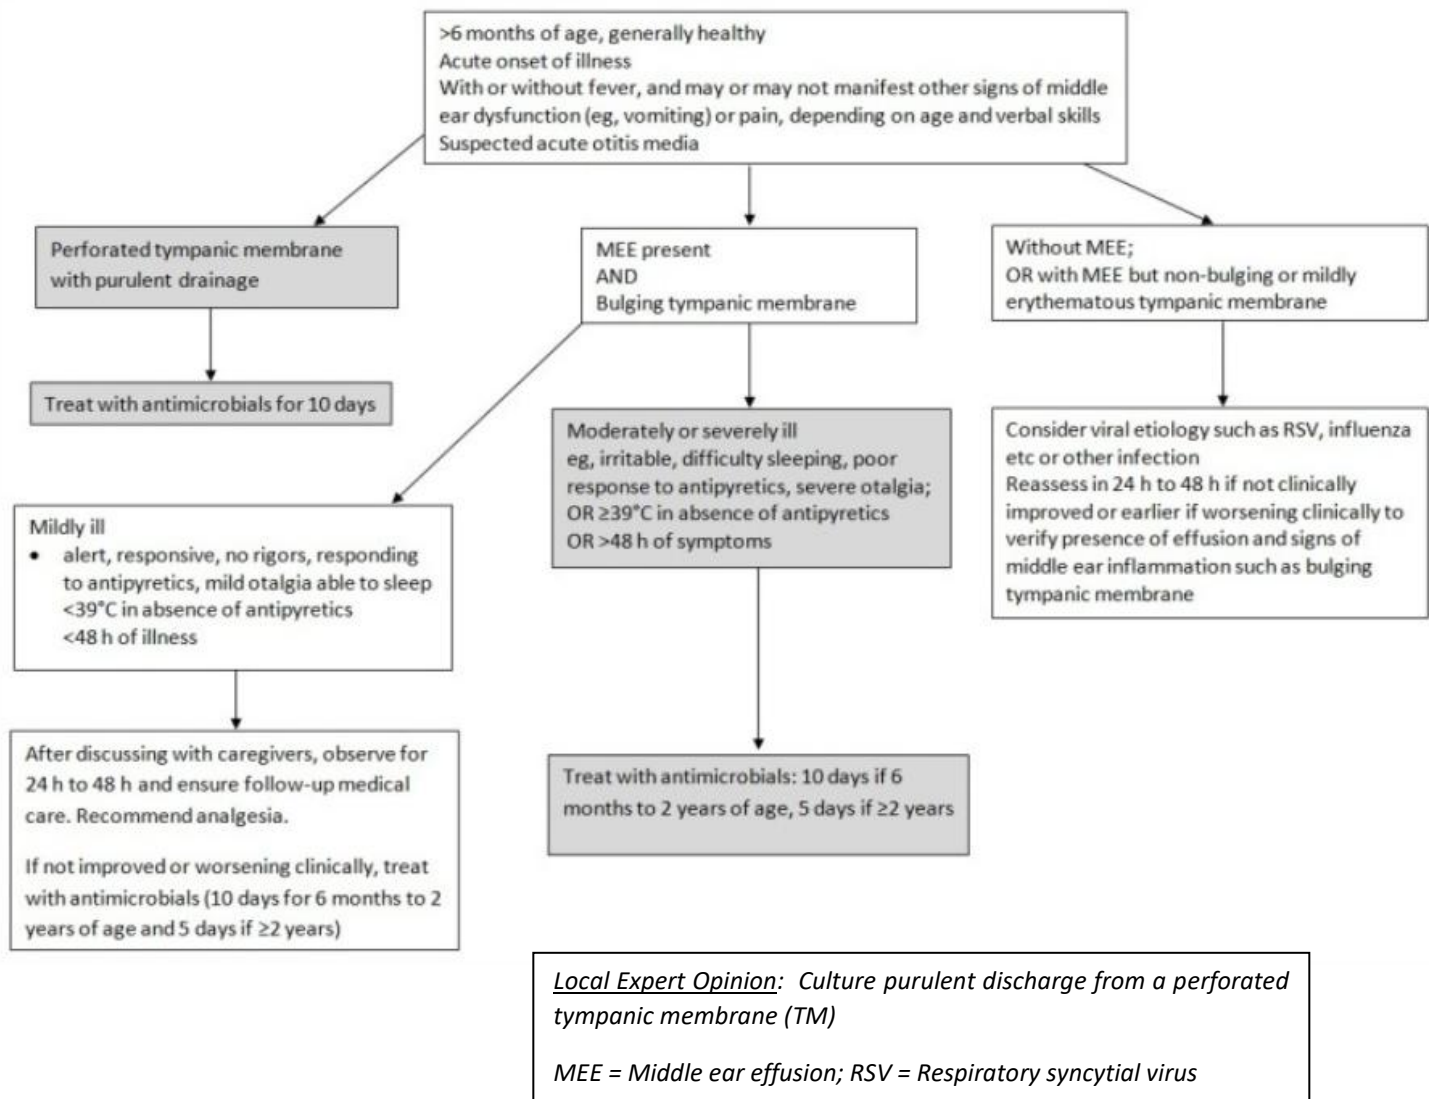 >6 months of age, generally healthy
Acute onset of illness
With or without fever, and may or may not manifest other signs of middle
ear dysfunction (eg, vomiting) or pain, depending on age and verbal skills
Suspected acute otitis media
Perforated tympanic membrane
with purulent drainage
MEE present
AND
Bulging tympanic membrane
Without MEE;
OR with MEE but non-bulging or mildly
erythematous tympanic membrane
Treat with antimicrobials for 10 days
Moderately or severely ill
eg, irritable, difficulty sleeping, poor
response to antipyretics, severe otalgia;
OR ≥39°C in absence of antipyretics
OR >48 h of symptoms
Consider viral etiology such as RSV, influenza
etc or other infection
Reassess in 24 h to 48 h if not clinically
improved or earlier if worsening clinically to
verify presence of effusion and signs of
middle ear inflammation such as bulging
tympanic membrane
Mildly ill
• alert, responsive, no rigors, responding
to antipyretics, mild otalgia able to sleep
<39°C in absence of antipyretics
<48 h of illness
After discussing with caregivers, observe for
24 h to 48 h and ensure follow-up medical
care. Recommend analgesia.
If not improved or worsening clinically, treat
with antimicrobials (10 days for 6 months to 2
years of age and 5 days if ≥2 years)
Treat with antimicrobials: 10 days if 6
months to 2 years of age, 5 days if ≥2 years
Local Expert Opinion: Culture purulent discharge from a perforated
tympanic membrane (TM)
MEE = Middle ear effusion; RSV = Respiratory syncytial virus